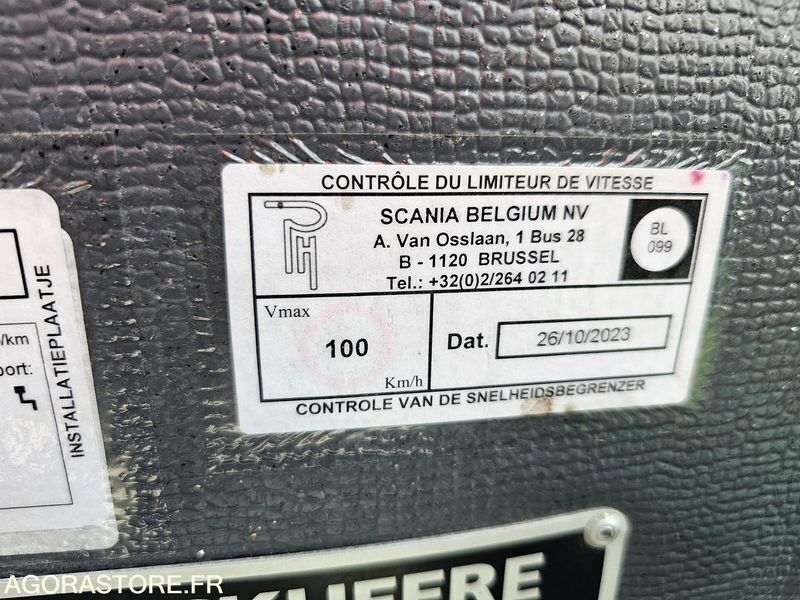 CONTRÔLE DU LIMITEUR DE VITESSE
PH
SCANIA BELGIUM NV
A. Van Osslaan, 1 Bus 28
B - 1120 BRUSSEL
Tel.: +32(0)2/264 02 11
BL
099
Vmax
100
Km/h
Dat. 26/10/2023
CONTROLE VAN DE SNELHEIDSBEGRENZER
/km
port:
INSTALLATIEPLAATJE
AGORASTORE.FR